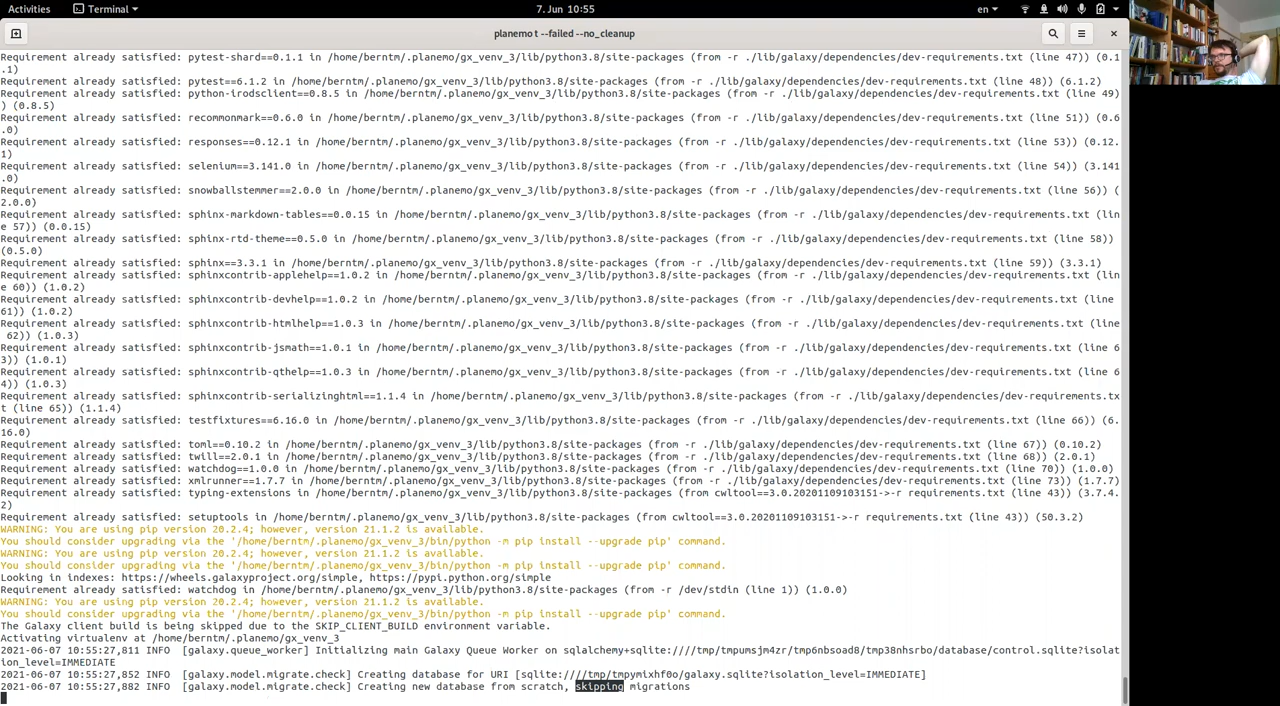 Activities Terminal 7. Jun 10:55 en
planemo t --failed --no_cleanup
Requirement already satisfied: pytest-shard==0.1.1 in /home/berntm/.planemo/gx_venv_3/lib/python3.8/site-packages (from -r ./lib/galaxy/dependencies/dev-requirements.txt (line 47)) (0.1
.1)
Requirement already satisfied: pytest==6.1.2 in /home/berntm/.planemo/gx_venv_3/lib/python3.8/site-packages (from -r ./lib/galaxy/dependencies/dev-requirements.txt (line 48)) (6.1.2)
Requirement already satisfied: python-irodsclient==0.8.5 in /home/berntm/.planemo/gx_venv_3/lib/python3.8/site-packages (from -r ./lib/galaxy/dependencies/dev-requirements.txt (line 49)
) (0.8.5)
Requirement already satisfied: recommonmark==0.6.0 in /home/berntm/.planemo/gx_venv_3/lib/python3.8/site-packages (from -r ./lib/galaxy/dependencies/dev-requirements.txt (line 51)) (0.6
.0)
Requirement already satisfied: responses==0.12.1 in /home/berntm/.planemo/gx_venv_3/lib/python3.8/site-packages (from -r ./lib/galaxy/dependencies/dev-requirements.txt (line 53)) (0.12.
1)
Requirement already satisfied: selenium==3.141.0 in /home/berntm/.planemo/gx_venv_3/lib/python3.8/site-packages (from -r ./lib/galaxy/dependencies/dev-requirements.txt (line 54)) (3.141
.0)
Requirement already satisfied: snowballstemmer==2.0.0 in /home/berntm/.planemo/gx_venv_3/lib/python3.8/site-packages (from -r ./lib/galaxy/dependencies/dev-requirements.txt (line 56)) (
2.0.0)
Requirement already satisfied: sphinx-markdown-tables==0.0.15 in /home/berntm/.planemo/gx_venv_3/lib/python3.8/site-packages (from -r ./lib/galaxy/dependencies/dev-requirements.txt (lin
e 57)) (0.0.15)
Requirement already satisfied: sphinx-rtd-theme==0.5.0 in /home/berntm/.planemo/gx_venv_3/lib/python3.8/site-packages (from -r ./lib/galaxy/dependencies/dev-requirements.txt (line 58))
(0.5.0)
Requirement already satisfied: sphinx==3.3.1 in /home/berntm/.planemo/gx_venv_3/lib/python3.8/site-packages (from -r ./lib/galaxy/dependencies/dev-requirements.txt (line 59)) (3.3.1)
Requirement already satisfied: sphinxcontrib-applehelp==1.0.2 in /home/berntm/.planemo/gx_venv_3/lib/python3.8/site-packages (from -r ./lib/galaxy/dependencies/dev-requirements.txt (lin
e 60)) (1.0.2)
Requirement already satisfied: sphinxcontrib-devhelp==1.0.2 in /home/berntm/.planemo/gx_venv_3/lib/python3.8/site-packages (from -r ./lib/galaxy/dependencies/dev-requirements.txt (line
61)) (1.0.2)
Requirement already satisfied: sphinxcontrib-htmlhelp==1.0.3 in /home/berntm/.planemo/gx_venv_3/lib/python3.8/site-packages (from -r ./lib/galaxy/dependencies/dev-requirements.txt (line
62)) (1.0.3)
Requirement already satisfied: sphinxcontrib-jsmath==1.0.1 in /home/berntm/.planemo/gx_venv_3/lib/python3.8/site-packages (from -r ./lib/galaxy/dependencies/dev-requirements.txt (line 6
3)) (1.0.1)
Requirement already satisfied: sphinxcontrib-qthelp==1.0.3 in /home/berntm/.planemo/gx_venv_3/lib/python3.8/site-packages (from -r ./lib/galaxy/dependencies/dev-requirements.txt (line 6
4)) (1.0.3)
Requirement already satisfied: sphinxcontrib-serializinghtml==1.1.4 in /home/berntm/.planemo/gx_venv_3/lib/python3.8/site-packages (from -r ./lib/galaxy/dependencies/dev-requirements.tx
t (line 65)) (1.1.4)
Requirement already satisfied: testfixtures==6.16.0 in /home/berntm/.planemo/gx_venv_3/lib/python3.8/site-packages (from -r ./lib/galaxy/dependencies/dev-requirements.txt (line 66)) (6.
16.0)
Requirement already satisfied: toml==0.10.2 in /home/berntm/.planemo/gx_venv_3/lib/python3.8/site-packages (from -r ./lib/galaxy/dependencies/dev-requirements.txt (line 67)) (0.10.2)
Requirement already satisfied: twill==2.0.1 in /home/berntm/.planemo/gx_venv_3/lib/python3.8/site-packages (from -r ./lib/galaxy/dependencies/dev-requirements.txt (line 68)) (2.0.1)
Requirement already satisfied: watchdog==1.0.0 in /home/berntm/.planemo/gx_venv_3/lib/python3.8/site-packages (from -r ./lib/galaxy/dependencies/dev-requirements.txt (line 70)) (1.0.0)
Requirement already satisfied: xmlrunner==1.7.7 in /home/berntm/.planemo/gx_venv_3/lib/python3.8/site-packages (from -r ./lib/galaxy/dependencies/dev-requirements.txt (line 73)) (1.7.7)
Requirement already satisfied: typing-extensions in /home/berntm/.planemo/gx_venv_3/lib/python3.8/site-packages (from cwltool==3.0.20201109103151->-r requirements.txt (line 43)) (3.7.4.
2)
Requirement already satisfied: setuptools in /home/berntm/.planemo/gx_venv_3/lib/python3.8/site-packages (from cwltool==3.0.20201109103151->-r requirements.txt (line 43)) (50.3.2)
WARNING: You are using pip version 20.2.4; however, version 21.1.2 is available.
You should consider upgrading via the '/home/berntm/.planemo/gx_venv_3/bin/python -m pip install --upgrade pip' command.
WARNING: You are using pip version 20.2.4; however, version 21.1.2 is available.
You should consider upgrading via the '/home/berntm/.planemo/gx_venv_3/bin/python -m pip install --upgrade pip' command.
Looking in indexes: https://wheels.galaxyproject.org/simple, https://pypi.python.org/simple
Requirement already satisfied: watchdog in /home/berntm/.planemo/gx_venv_3/lib/python3.8/site-packages (from -r /dev/stdin (line 1)) (1.0.0)
WARNING: You are using pip version 20.2.4; however, version 21.1.2 is available.
You should consider upgrading via the '/home/berntm/.planemo/gx_venv_3/bin/python -m pip install --upgrade pip' command.
The Galaxy client build is being skipped due to the SKIP_CLIENT_BUILD environment variable.
Activating virtualenv at /home/berntm/.planemo/gx_venv_3
2021-06-07 10:55:27,811 INFO  [galaxy.queue_worker] Initializing main Galaxy Queue Worker on sqlalchemy+sqlite:////tmp/tmpumsjm4zr/tmp6nbsoad8/tmp38nhsrbo/database/control.sqlite?isolat
ion_level=IMMEDIATE
2021-06-07 10:55:27,852 INFO  [galaxy.model.migrate.check] Creating database for URI [sqlite:////tmp/tmpymixhf0o/galaxy.sqlite?isolation_level=IMMEDIATE]
2021-06-07 10:55:27,882 INFO  [galaxy.model.migrate.check] Creating new database from scratch, skipping migrations